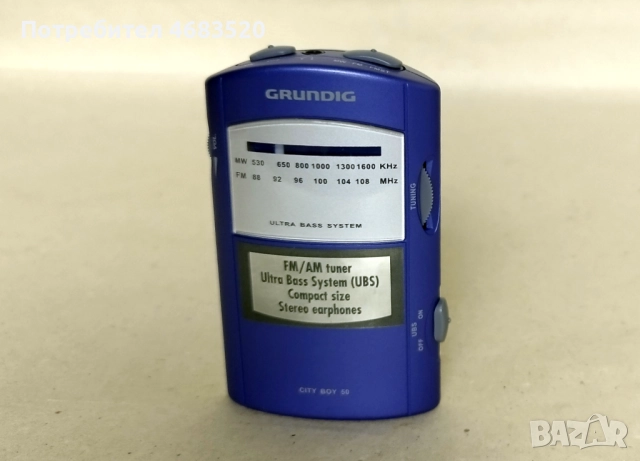 Потребител 4683520
GRUNDIG
VOL
MW 530 650 800 1000 1300 1600 KHz
FM 88 92 96 100 104 108 MHz
TUNING
ULTRA BASS SYSTEM
FM/AM tuner
Ultra Bass System (UBS)
Compact size
Stereo earphones
OFF UBS ON
CITY BOY 50
BAZAR